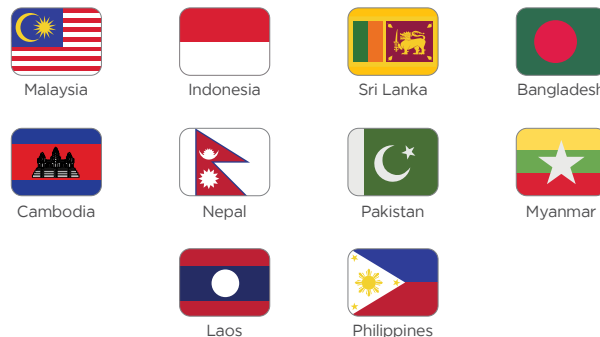 Malaysia Indonesia Sri Lanka Bangladesh
Cambodia Nepal Pakistan Myanmar
Laos Philippines